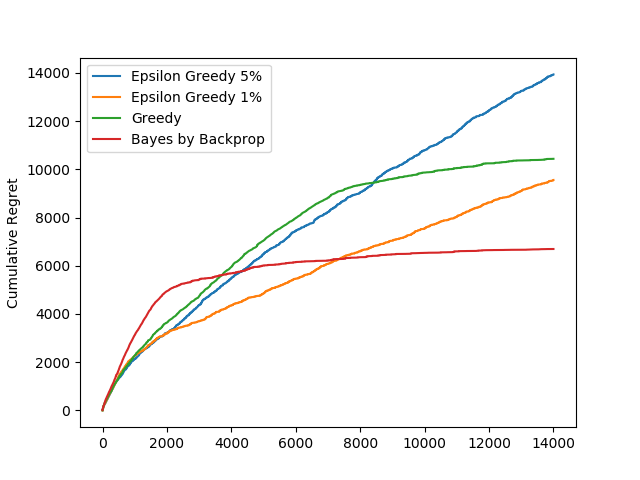 14000
12000
10000
8000
6000
4000
2000
0
Cumulative Regret
Epsilon Greedy 5%
Epsilon Greedy 1%
Greedy
Bayes by Backprop
0 2000 4000 6000 8000 10000 12000 14000